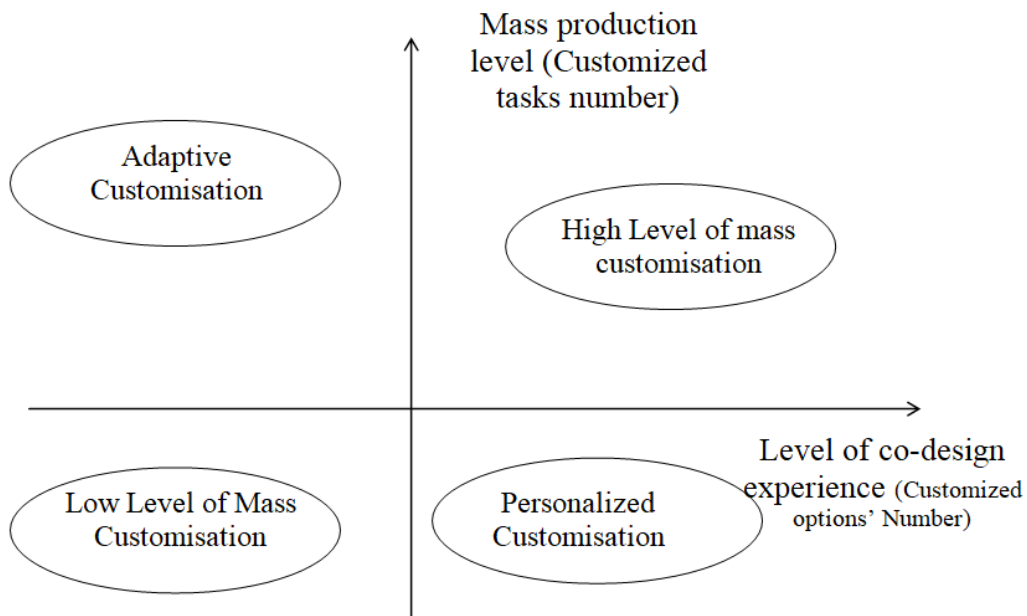 Mass production
level (Customized
tasks number)
Adaptive
Customisation
High Level of mass
customisation
Level of co-design
experience (Customized
options’ Number)
Low Level of Mass
Customisation
Personalized
Customisation